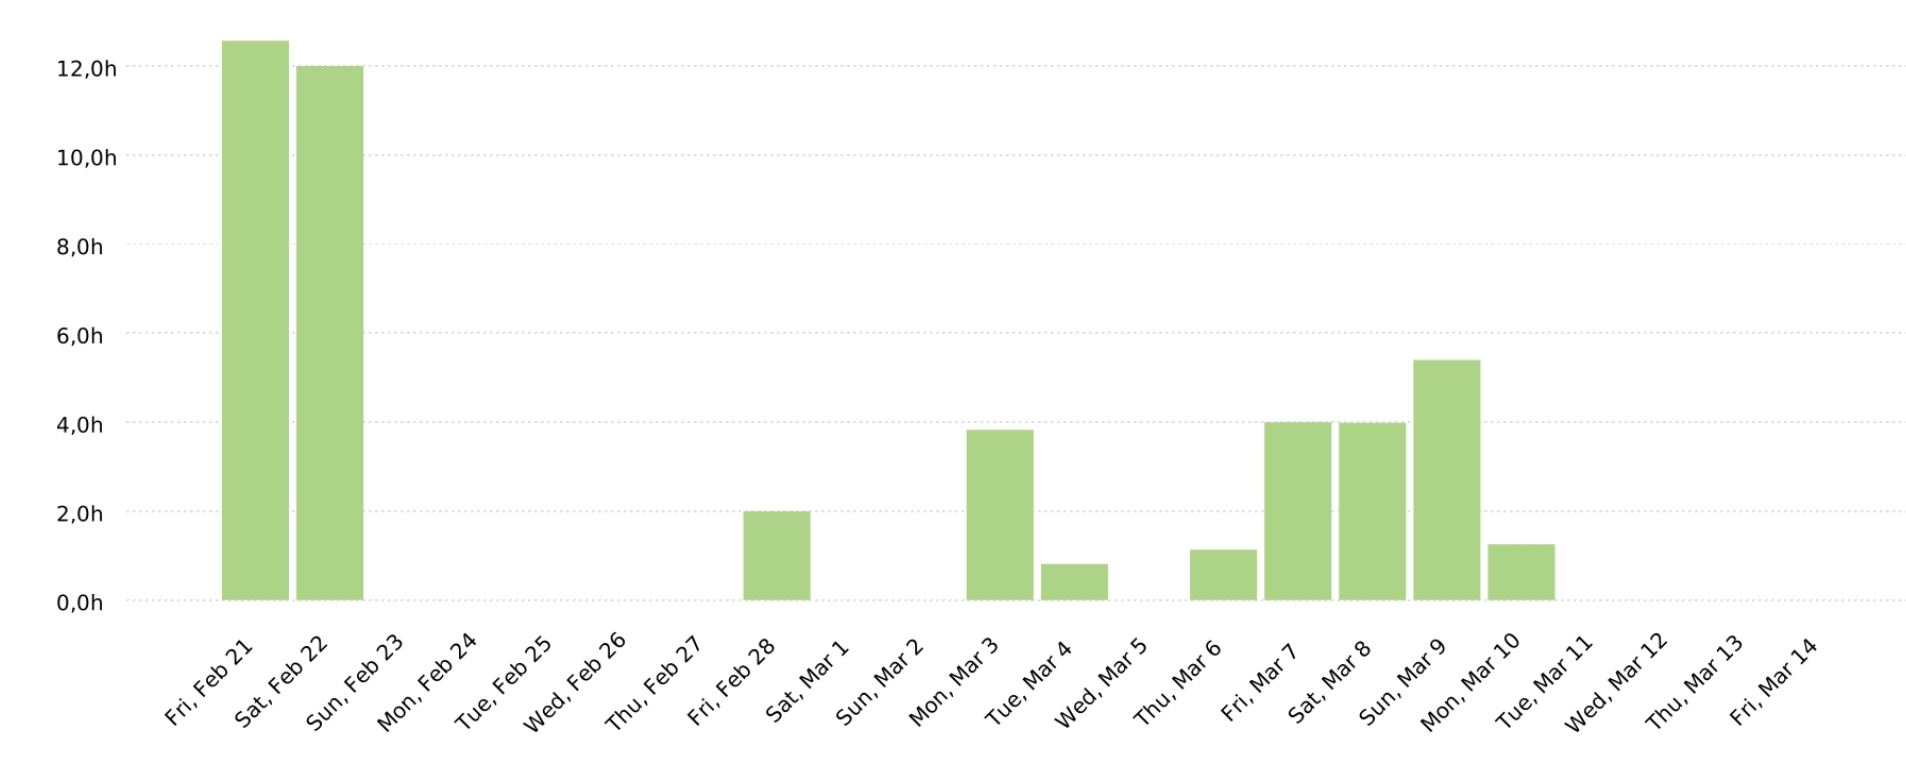 12,0h
10,0h
8,0h
6,0h
4,0h
2,0h
0,0h
Fri, Feb 21
Sat, Feb 22
Sun, Feb 23
Mon, Feb 24
Tue, Feb 25
Wed, Feb 26
Thu, Feb 27
Fri, Feb 28
Sat, Mar 1
Sun, Mar 2
Mon, Mar 3
Tue, Mar 4
Wed, Mar 5
Thu, Mar 6
Fri, Mar 7
Sat, Mar 8
Sun, Mar 9
Mon, Mar 10
Tue, Mar 11
Wed, Mar 12
Thu, Mar 13
Fri, Mar 14